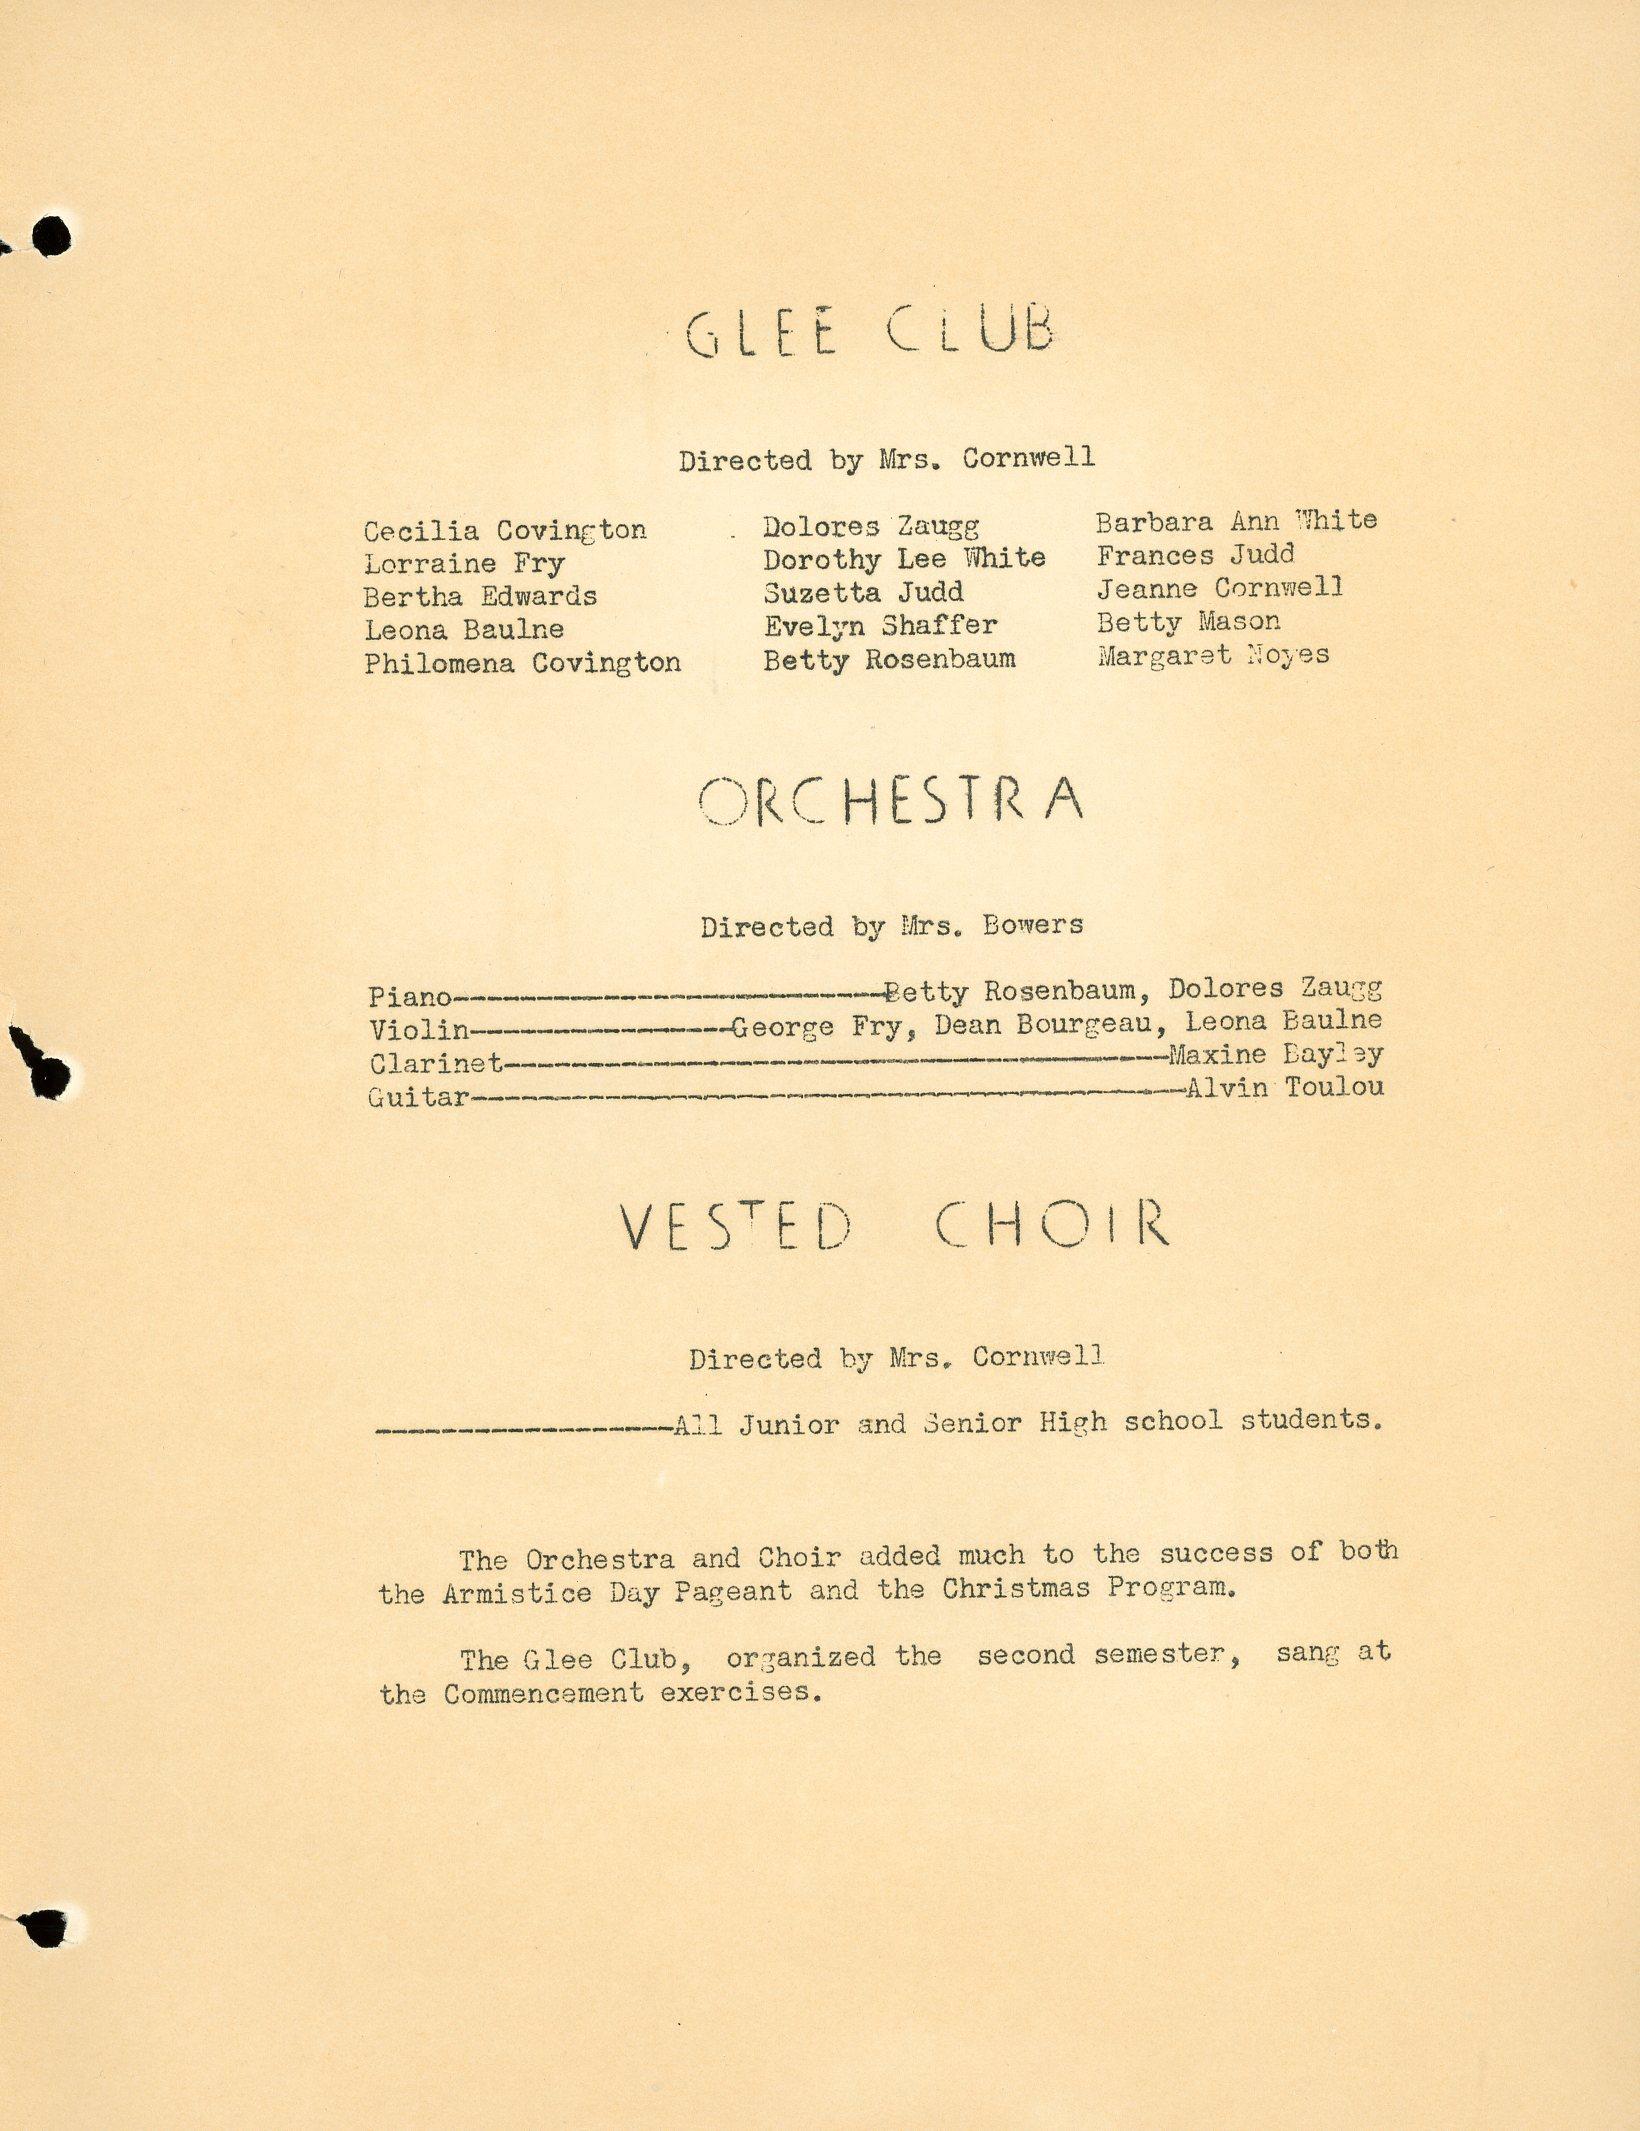 GLEE CLUB
Directed by Mrs. Cornwell
Cecilia Covington Dolores Zaugg Barbara Ann White
Lorraine Fry Dorothy Lee White Frances Judd
Bertha Edwards Suzetta Judd Jeanne Cornwell
Leona Baulne Evelyn Shaffer Betty Mason
Philomena Covington Betty Rosenbaum Margaret Noyes
ORCHESTRA
Directed by Mrs. Bowers
Piano--------------------------Betty Rosenbaum, Dolores Zaugg
Violin----------------George Fry, Dean Bourgeau, Leona Baulne
Clarinet----------------------------------------Maxine Bayley
Guitar-------------------------------------------Alvin Toulou
VESTED CHOIR
Directed by Mrs. Cornwell
------------------All Junior and Senior High school students.
The Orchestra and Choir added much to the success of both
the Armistice Day Pageant and the Christmas Program.
The Glee Club, organized the second semester, sang at
the Commencement exercises.